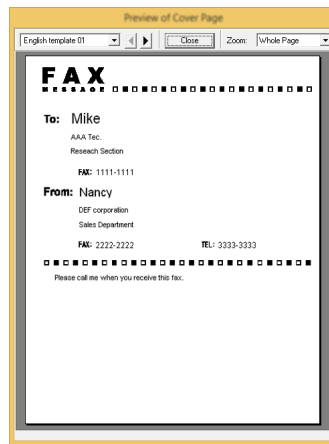 Preview of Cover Page
English template 01 Close Zoom: Whole Page
FAX
MESSAGE
To: Mike
AAA Tec.
Reseach Section
FAX: 1111-1111
From: Nancy
DEF corporation
Sales Department
FAX: 2222-2222 TEL: 3333-3333
Please call me when you receive this fax.